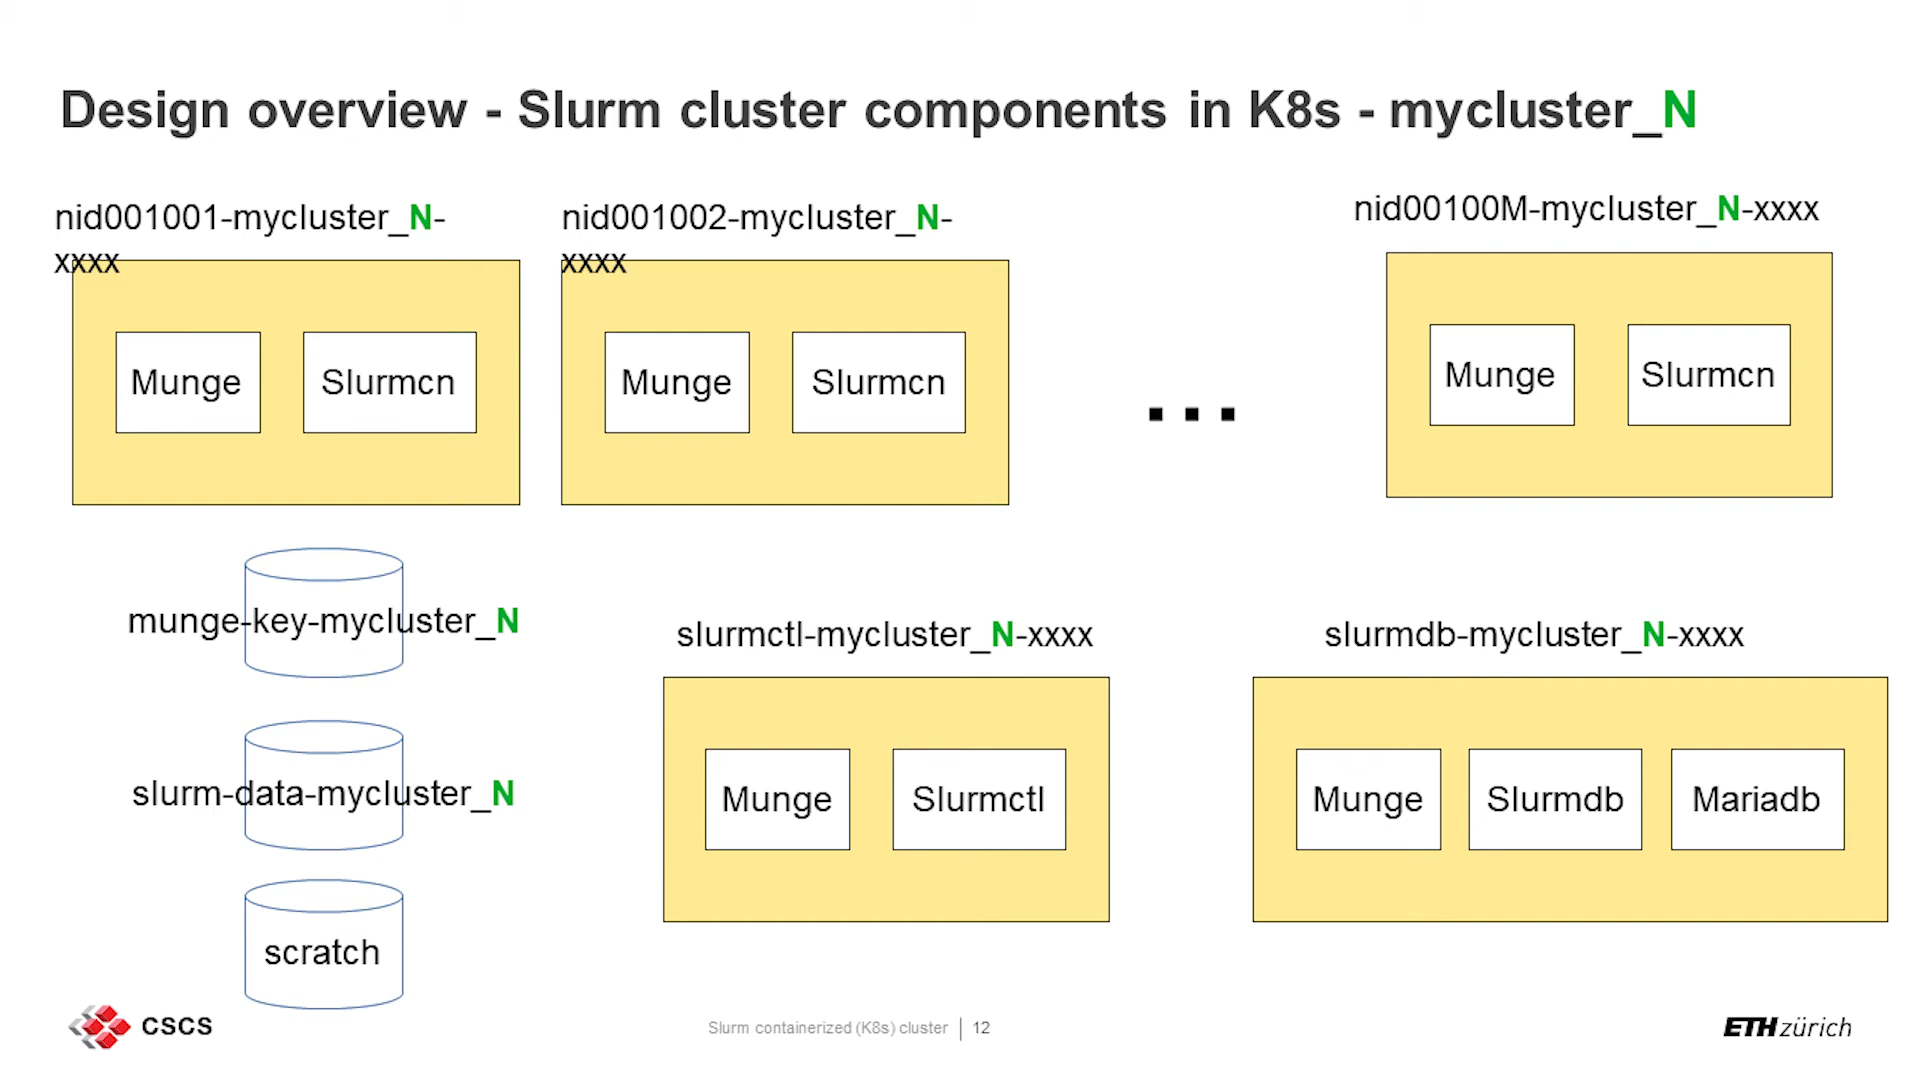 Design overview - Slurm cluster components in K8s - mycluster_N
nid001001-mycluster_N-
xxxx
nid001002-mycluster_N-
xxxx
nid00100M-mycluster_N-xxxx
Munge
Slurmcn
Munge
Slurmcn
...
Munge
Slurmcn
munge-key-mycluster_N
slurm-data-mycluster_N
scratch
slurmctl-mycluster_N-xxxx
Munge
Slurmctl
slurmdb-mycluster_N-xxxx
Munge
Slurmdb
Mariadb
CSCS
Slurm containerized (K8s) cluster | 12
ETH zürich